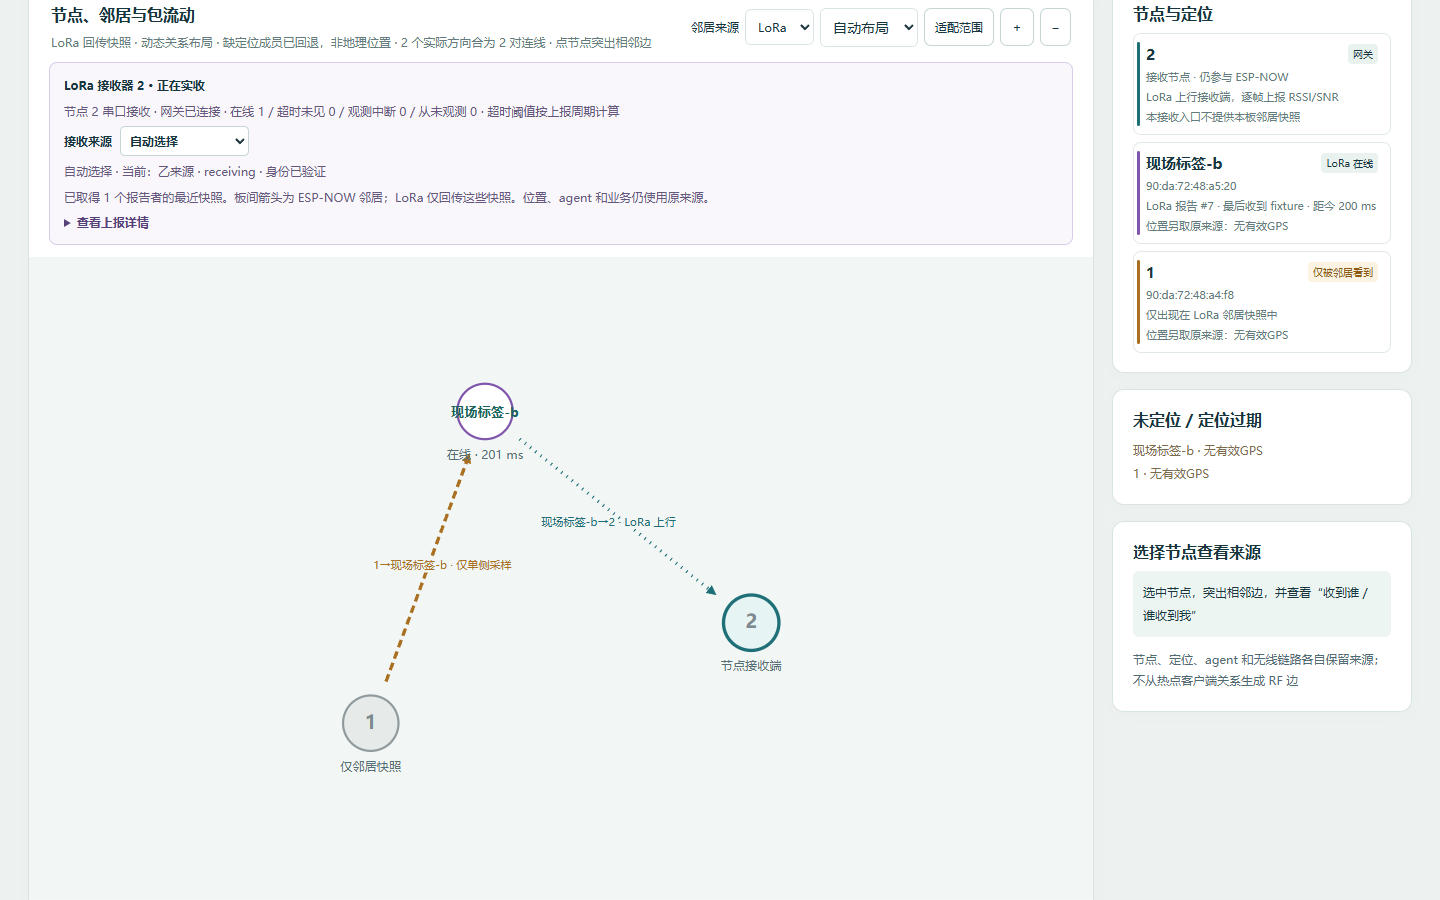 节点、邻居与包流动
LoRa 回传快照 · 动态关系布局 · 缺定位成员已回退，非地理位置 · 2 个实际方向合为 2 对连线 · 点节点突出相邻边
邻居来源 LoRa 自动布局 适配范围 + −
LoRa 接收器 2 · 正在实收
节点 2 串口接收 · 网关已连接 · 在线 1 / 超时未见 0 / 观测中断 0 / 从未观测 0 · 超时阈值按上报周期计算
接收来源 自动选择
自动选择 · 当前：乙来源 · receiving · 身份已验证
已取得 1 个报告者的最近快照。板间箭头为 ESP-NOW 邻居；LoRa 仅回传这些快照。位置、agent 和业务仍使用原来源。
▶ 查看上报详情
现场标签-b
在线 · 201 ms
现场标签-b→2 · LoRa 上行
1→现场标签-b · 仅单侧采样
2
节点接收端
1
仅邻居快照
节点与定位
2 网关
接收节点 · 仍参与 ESP-NOW
LoRa 上行接收端，逐帧上报 RSSI/SNR
本接收入口不提供本板邻居快照
现场标签-b LoRa 在线
90:da:72:48:a5:20
LoRa 报告 #7 · 最后收到 fixture · 距今 200 ms
位置另取原来源：无有效GPS
1 仅被邻居看到
90:da:72:48:a4:f8
仅出现在 LoRa 邻居快照中
位置另取原来源：无有效GPS
未定位 / 定位过期
现场标签-b · 无有效GPS
1 · 无有效GPS
选择节点查看来源
选中节点，突出相邻边，并查看“收到谁 /
谁收到我”
节点、定位、agent 和无线链路各自保留来源；
不从热点客户端关系生成 RF 边